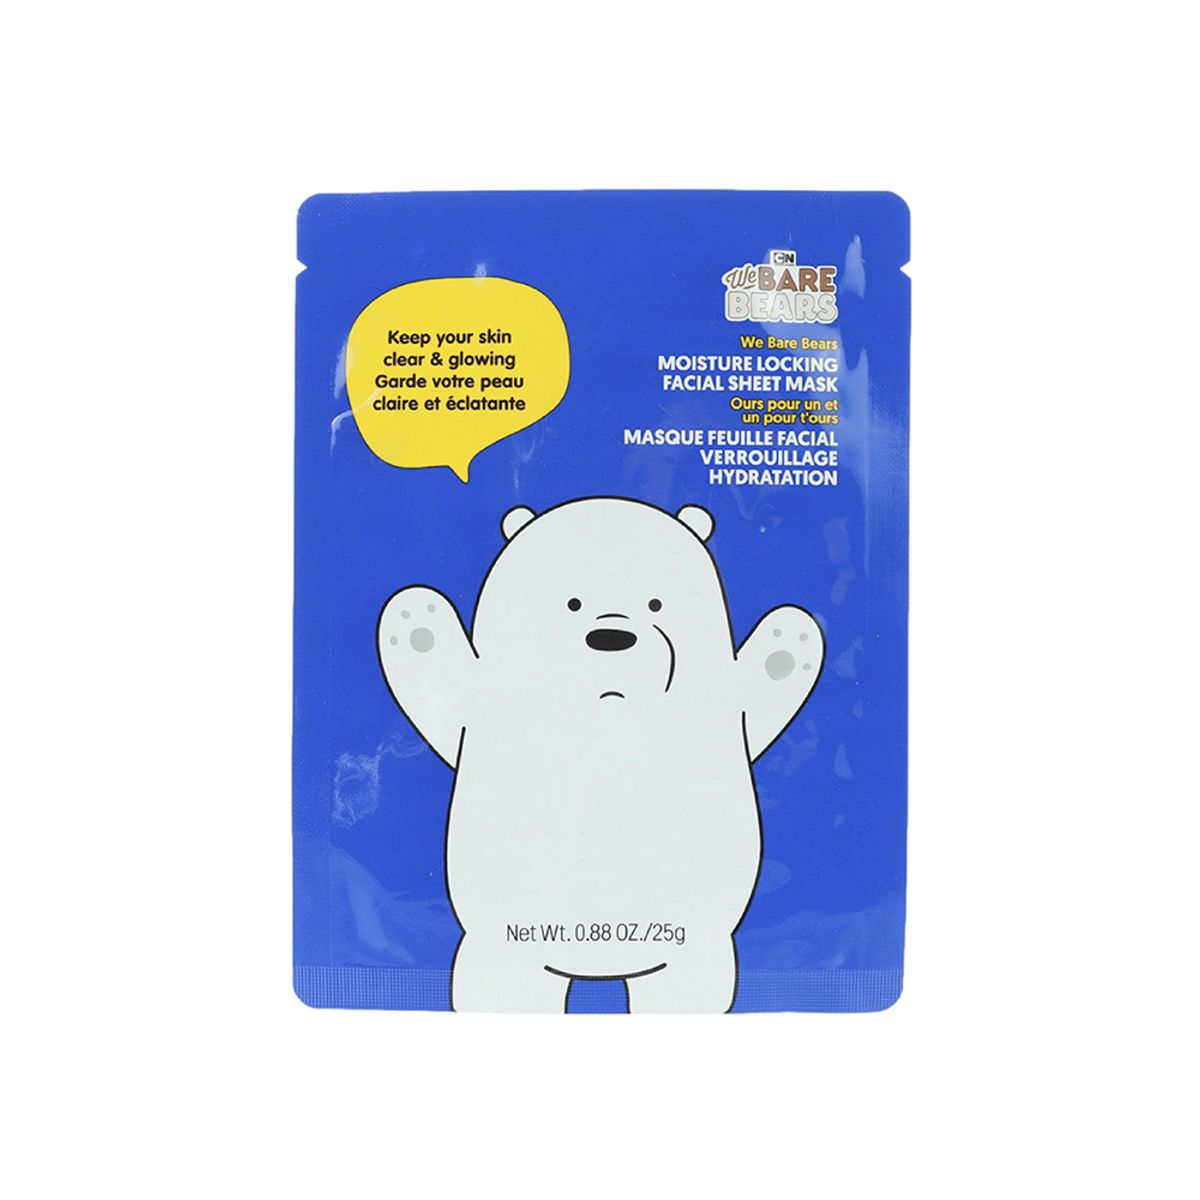 Keep your skin
clear & glowing
Garde votre peau
claire et éclatante
CN
We BARE
BEARS
We Bare Bears
MOISTURE LOCKING
FACIAL SHEET MASK
Ours pour un et
un pour t'ours
MASQUE FEUILLE FACIAL
VERROUILLAGE
HYDRATATION
Net Wt. 0.88 OZ./25g